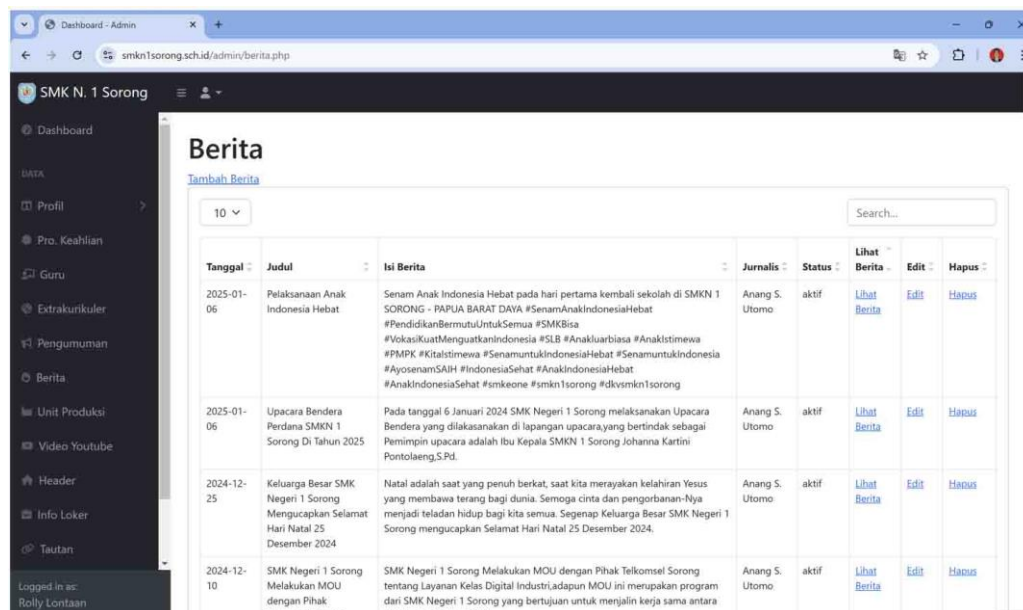 Dashboard - Admin
smkn1sorong.sch.id/admin/berita.php
SMK N. 1 Sorong
Dashboard
DATA
Profil
Pro. Keahlian
Guru
Extrakurikuler
Pengumuman
Berita
Unit Produksi
Video Youtube
Header
Info Loker
Tautan
Logged in as:
Rolly Lontaan
Berita
Tambah Berita
10
Search...
Tanggal Judul Isi Berita Jurnalis Status Lihat Berita Edit Hapus
2025-01-06
Pelaksanaan Anak
Indonesia Hebat
Senam Anak Indonesia Hebat pada hari pertama kembali sekolah di SMKN 1
SORONG - PAPUA BARAT DAYA #SenamAnakIndonesiaHebat
#PendidikanBermutuUntukSemua #SMKBisa
#VokasiKuatMenguatkanIndonesia #SLB #Anakluarbiasa #AnakIstimewa
#PMPK #KitaIstimewa #SenamuntukIndonesiaHebat #SenamuntukIndonesia
#AyosenamSAIH #IndonesiaSehat #AnakIndonesiaHebat
#AnakIndonesiaSehat #smkeone #smkn1sorong #dkvsmkn1sorong
Anang S.
Utomo
aktif
Lihat
Berita
Edit
Hapus
2025-01-06
Upacara Bendera
Perdana SMKN 1
Sorong Di Tahun 2025
Pada tanggal 6 Januari 2024 SMK Negeri 1 Sorong melaksanakan Upacara
Bendera yang dilakasanakan di lapangan upacara,yang bertindak sebagai
Pemimpin upacara adalah Ibu Kepala SMKN 1 Sorong Johanna Kartini
Pontolaeng,S.Pd.
Anang S.
Utomo
aktif
Lihat
Berita
Edit
Hapus
2024-12-25
Keluarga Besar SMK
Negeri 1 Sorong
Mengucapkan Selamat
Hari Natal 25
Desember 2024
Natal adalah saat yang penuh berkat, saat kita merayakan kelahiran Yesus
yang membawa terang bagi dunia. Semoga cinta dan pengorbanan-Nya
menjadi teladan hidup bagi kita semua. Segenap Keluarga Besar SMK Negeri 1
Sorong mengucapkan Selamat Hari Natal 25 Desember 2024.
Anang S.
Utomo
aktif
Lihat
Berita
Edit
Hapus
2024-12-10
SMK Negeri 1 Sorong
Melakukan MOU
dengan Pihak
SMK Negeri 1 Sorong Melakukan MOU dengan Pihak Telkomsel Sorong
tentang Layanan Kelas Digital Industri,adapun MOU ini merupakan program
dari SMK Negeri 1 Sorong yang bertujuan untuk menjalin kerja sama antara
Anang S.
Utomo
aktif
Lihat
Berita
Edit
Hapus